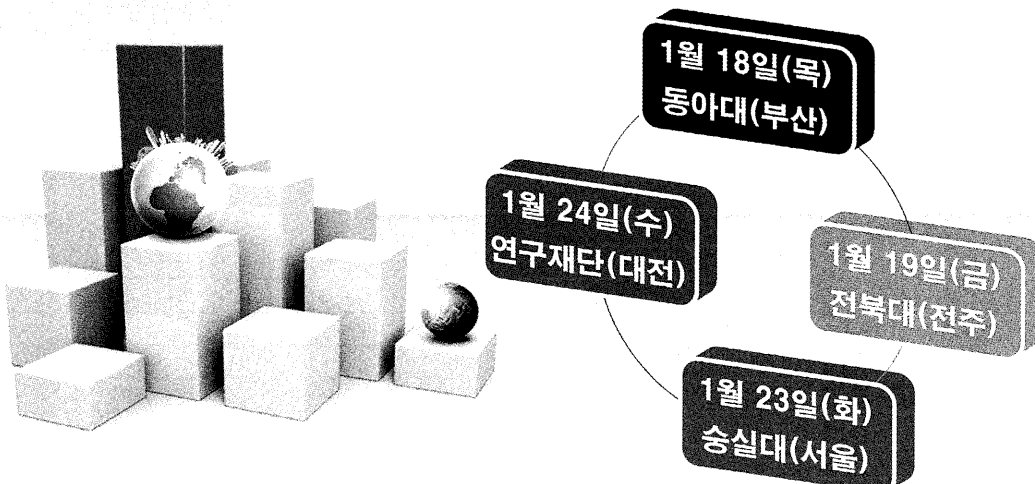 1월 18일(목)
동아대(부산)
1월 19일(금)
전북대(전주)
1월 23일(화)
숭실대(서울)
1월 24일(수)
연구재단(대전)